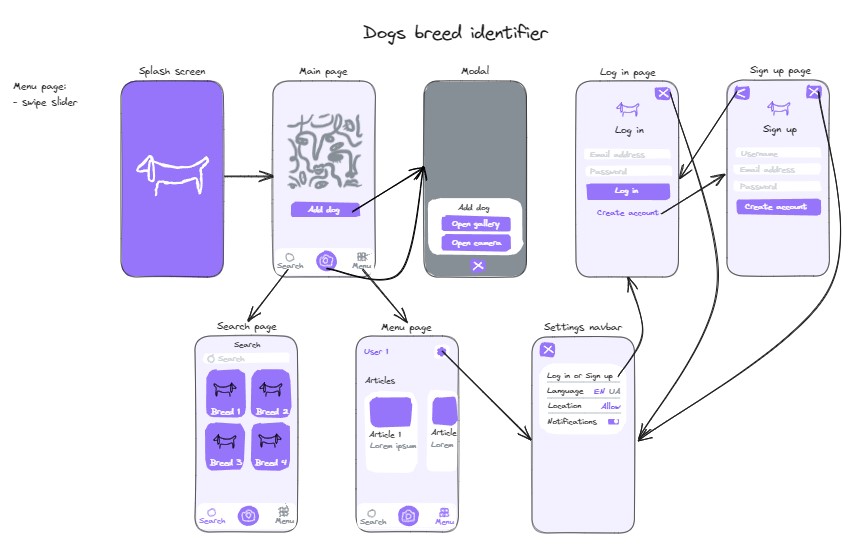 Dogs breed identifier
Menu page:
- swipe slider
Splash screen
Main page
Add dog
Search
Menu
Modal
Add dog
Open gallery
Open camera
Log in page
Log in
Email address
Password
Log in
Create account
Sign up page
Sign up
Username
Email address
Password
Create account
Search page
Search
Search
Breed 1
Breed 2
Breed 3
Breed 4
Search
Menu
Menu page
User 1
Articles
Article 1
Lorem ipsum
Article
Lorem
Search
Menu
Settings navbar
Log in or Sign up
Language EN UA
Location Allow
Notifications